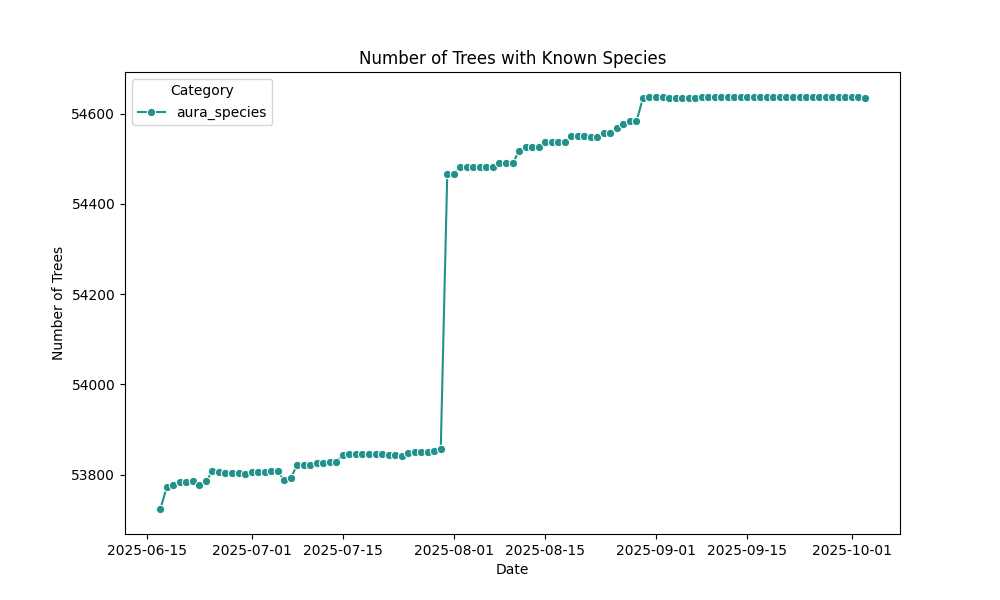 Number of Trees with Known Species
Category
aura_species
Number of Trees
54600
54400
54200
54000
53800
2025-06-15 2025-07-01 2025-07-15 2025-08-01 2025-08-15 2025-09-01 2025-09-15 2025-10-01
Date